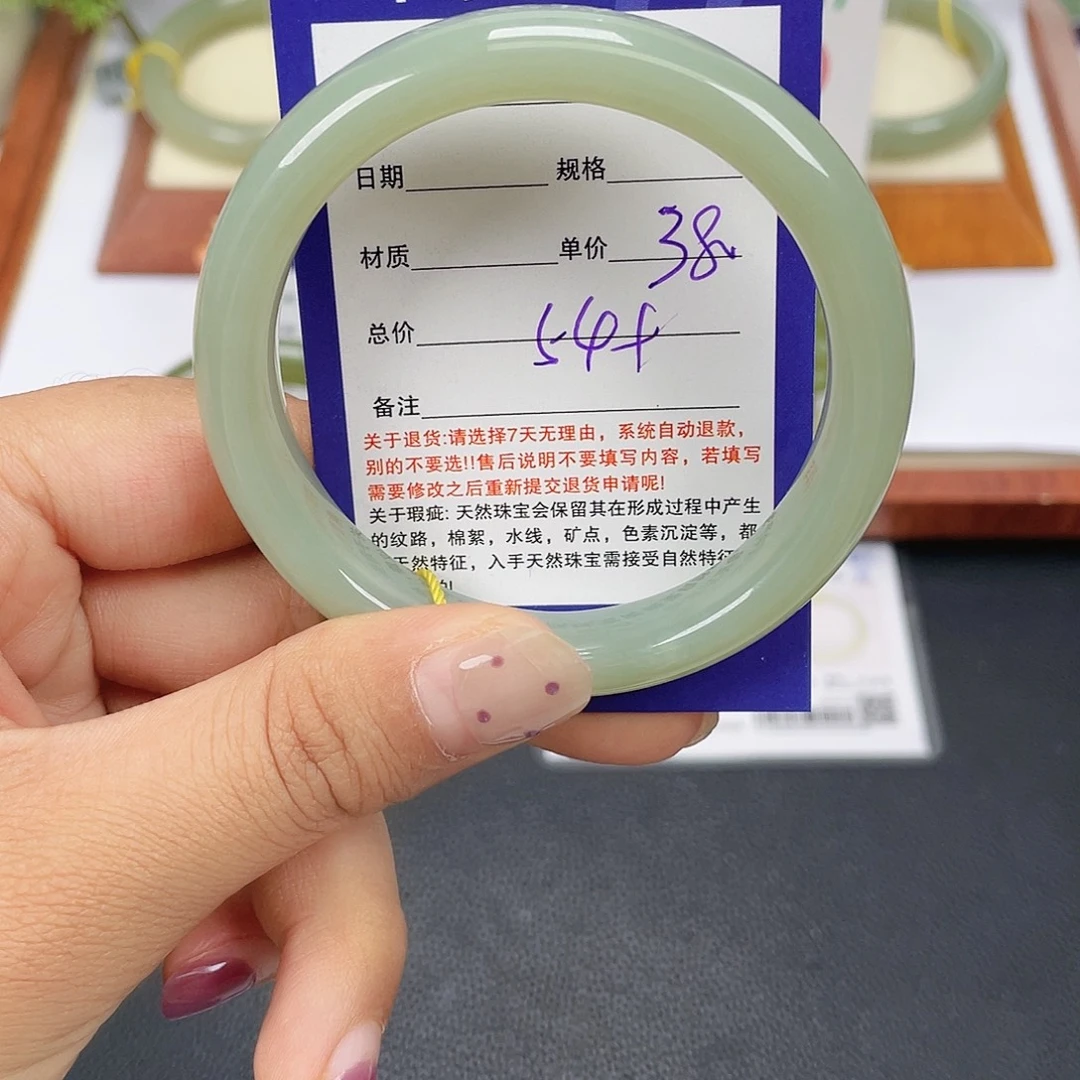 日期 规格
材质 单价 38
总价 54
备注
关于退货:请选择7天无理由，系统自动退款，
别的不要选!!售后说明不要填写内容，若填写
需要修改之后重新提交退货申请呢!
关于瑕疵: 天然珠宝会保留其在形成过程中产生
的纹路，棉絮，水线，矿点，色素沉淀等，都
天然特征，入手天然珠宝需接受自然特征